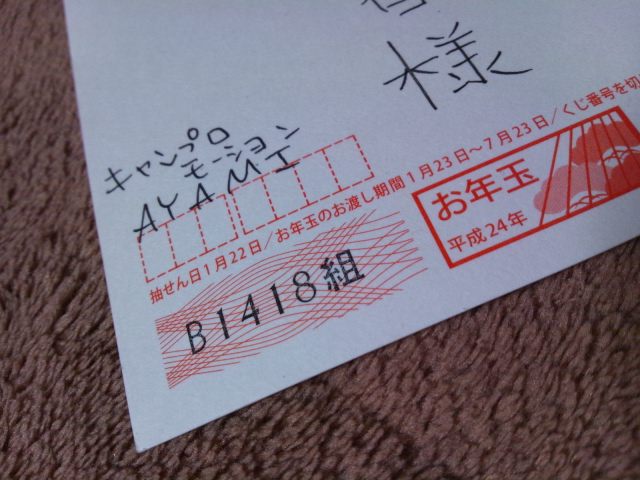 様
キャンプロ
モーション
AYAMI
抽せん日1月22日/お年玉のお渡し期間1月23日~7月23日/くじ番号を切
お年玉
平成24年
B1418組